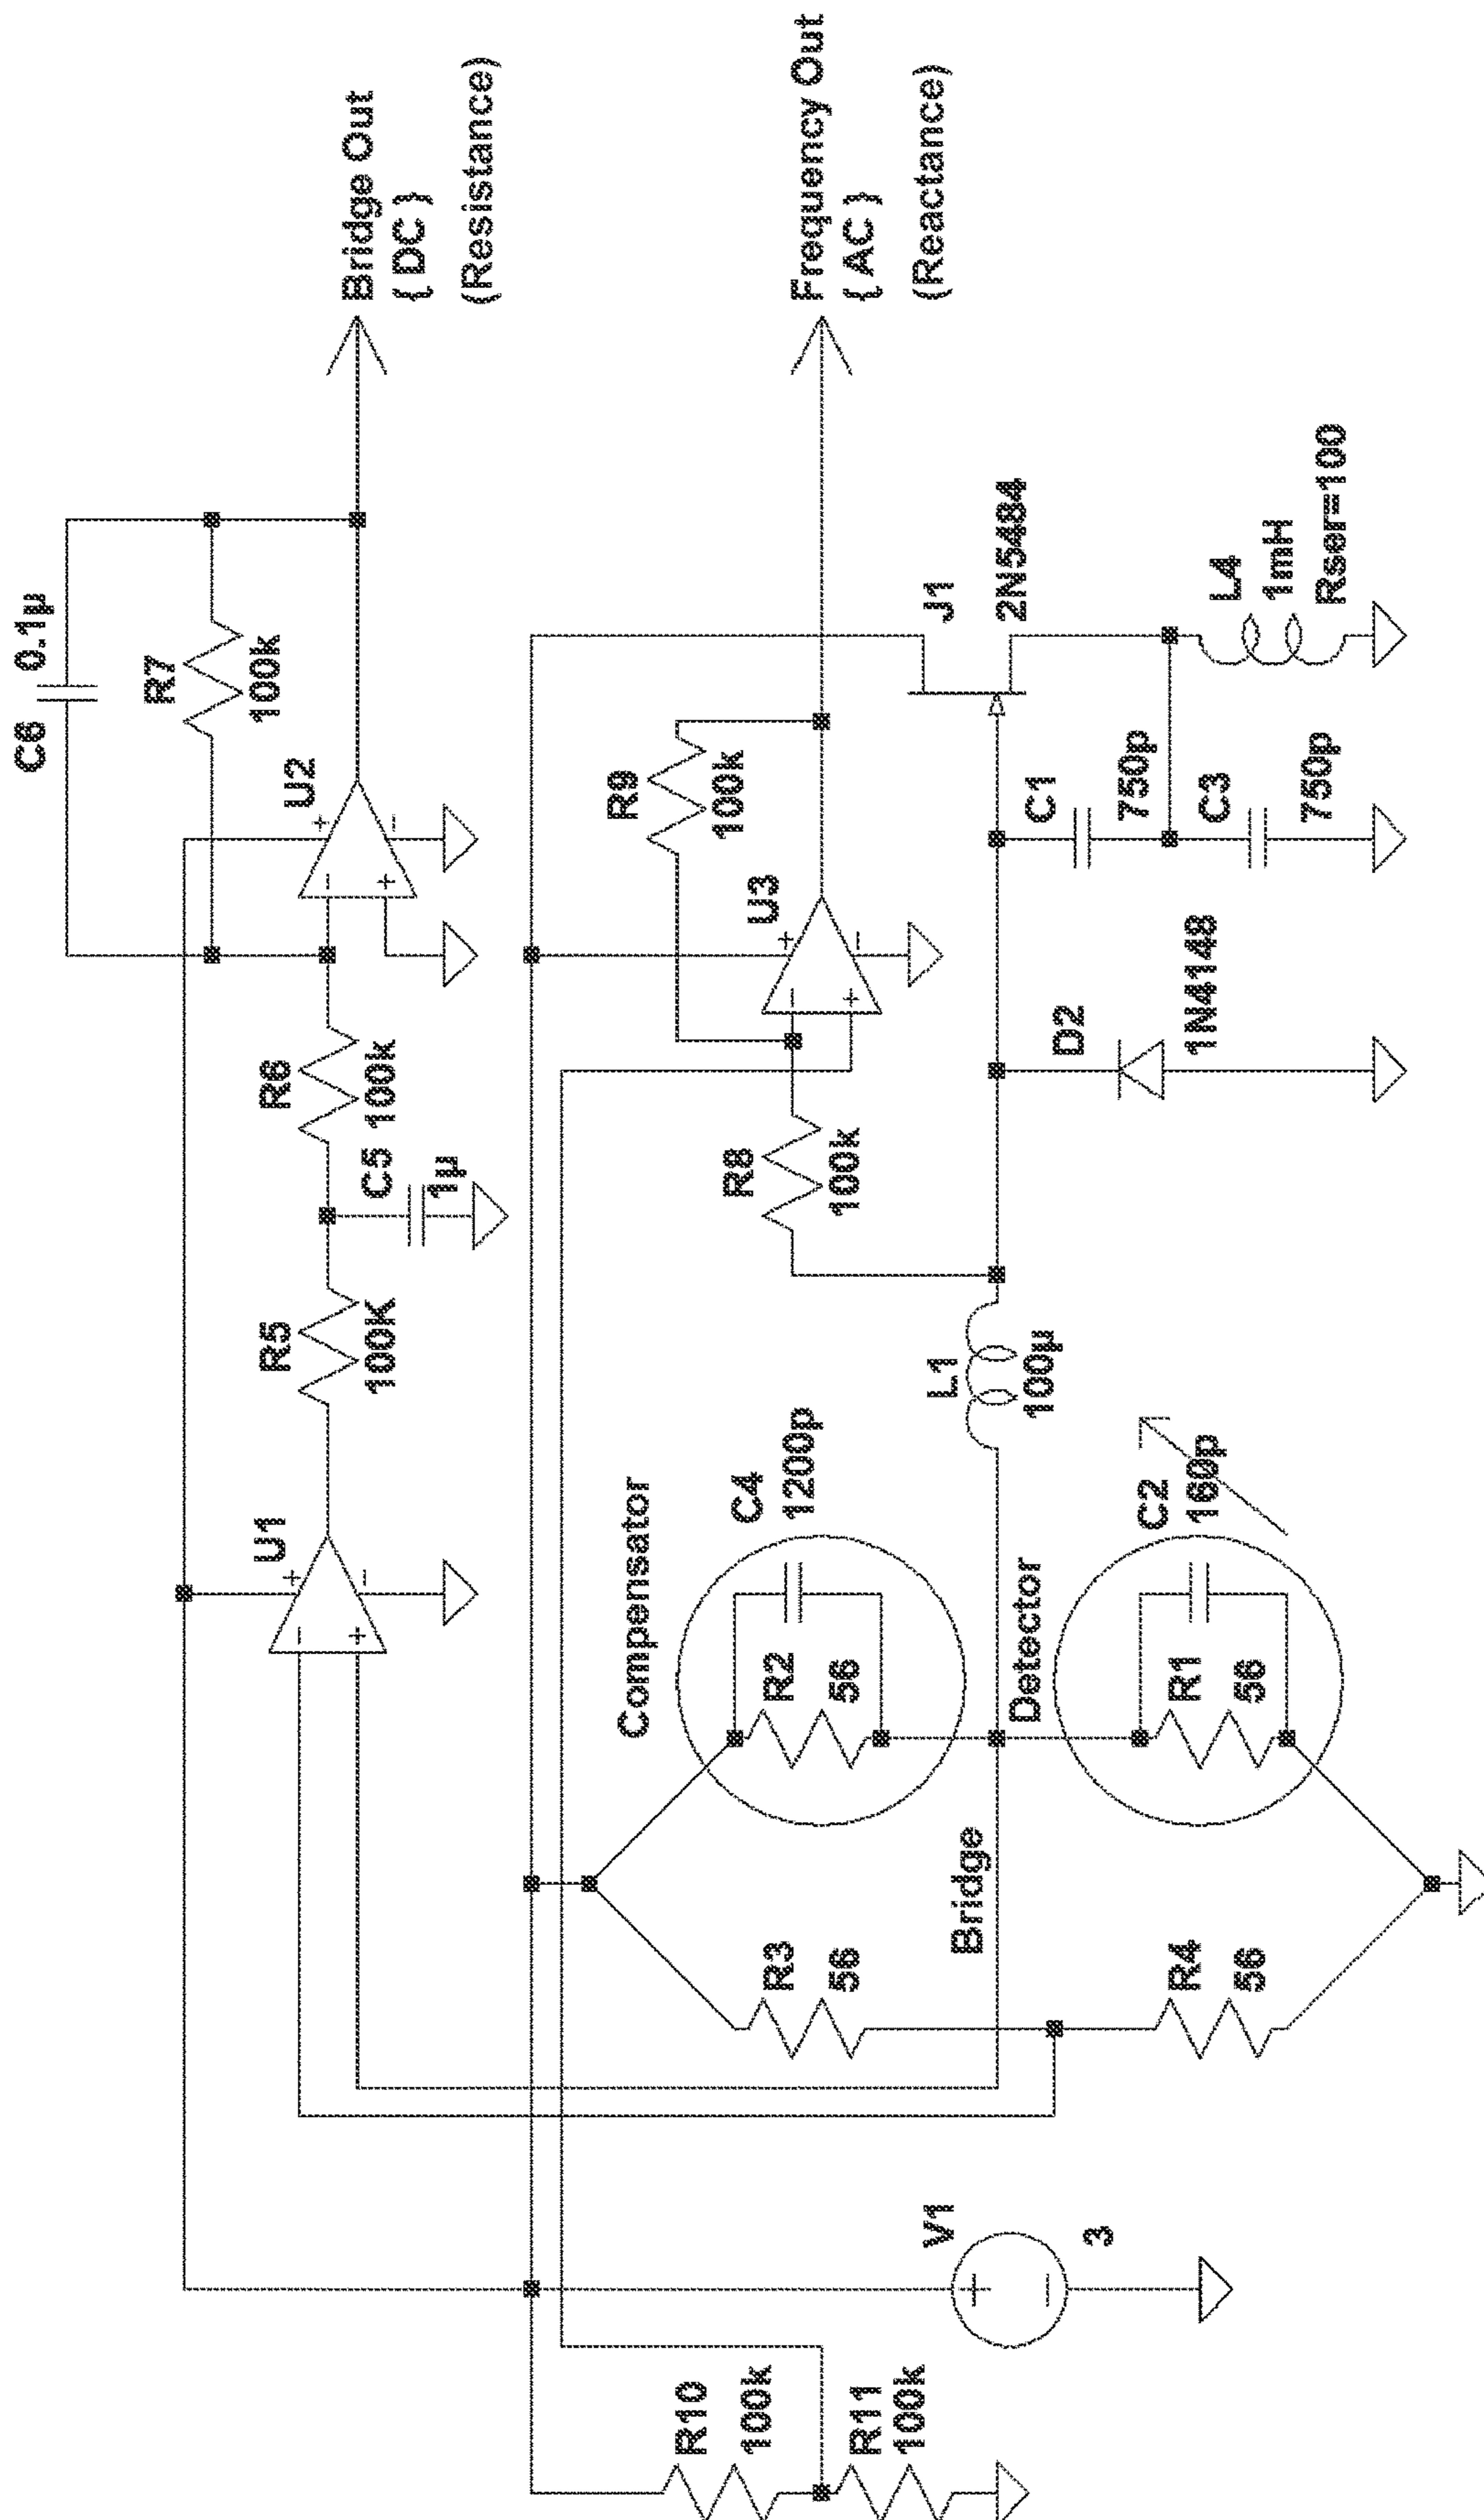 C6 0.1µ
R7
100k
U2
Bridge Out
{ DC }
(Resistance)
U1
R5
100K
C5
1µ
R6
100k
R9
100k
U3
Frequency Out
{ AC }
(Reactance)
R8
100k
J1
2N5484
L4
1mH
Rser=100
C1
750p
C3
750p
D2
1N4148
L1
100µ
Compensator
C4
1200p
R2
56
Detector
C2
160p
R1
56
Bridge
R3
56
R4
56
V1
3
R10
100k
R11
100k